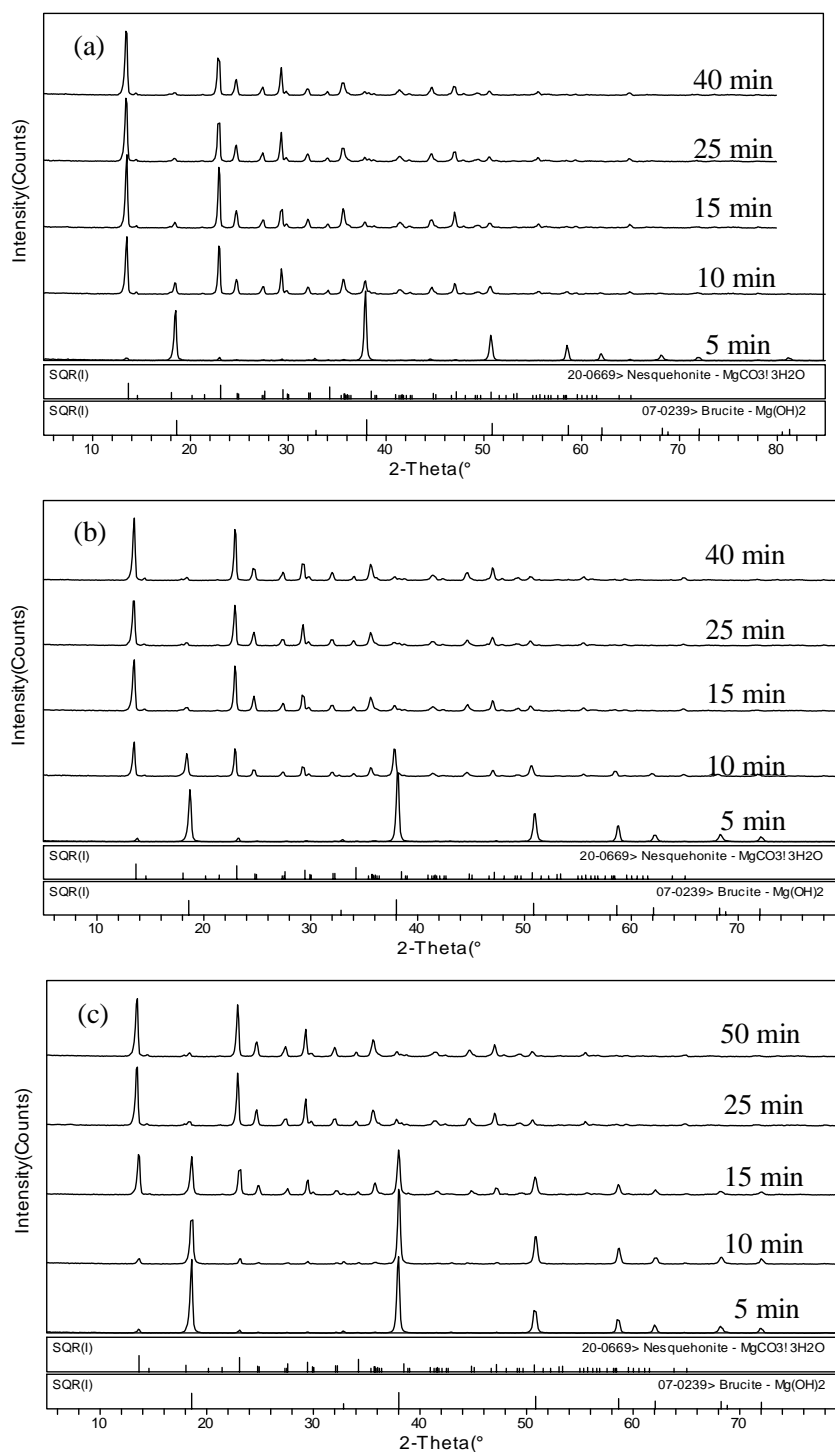 (a)
40 min
25 min
15 min
10 min
5 min
Intensity(Counts)
SQR(I)
20-0669> Nesquehonite - MgCO3!3H2O
SQR(I)
07-0239> Brucite - Mg(OH)2
10 20 30 40 50 60 70 80
2-Theta(°
(b)
40 min
25 min
15 min
10 min
5 min
Intensity(Counts)
SQR(I)
20-0669> Nesquehonite - MgCO3!3H2O
SQR(I)
07-0239> Brucite - Mg(OH)2
10 20 30 40 50 60 70
2-Theta(°
(c)
50 min
25 min
15 min
10 min
5 min
Intensity(Counts)
SQR(I)
20-0669> Nesquehonite - MgCO3!3H2O
SQR(I)
07-0239> Brucite - Mg(OH)2
10 20 30 40 50 60 70
2-Theta(°